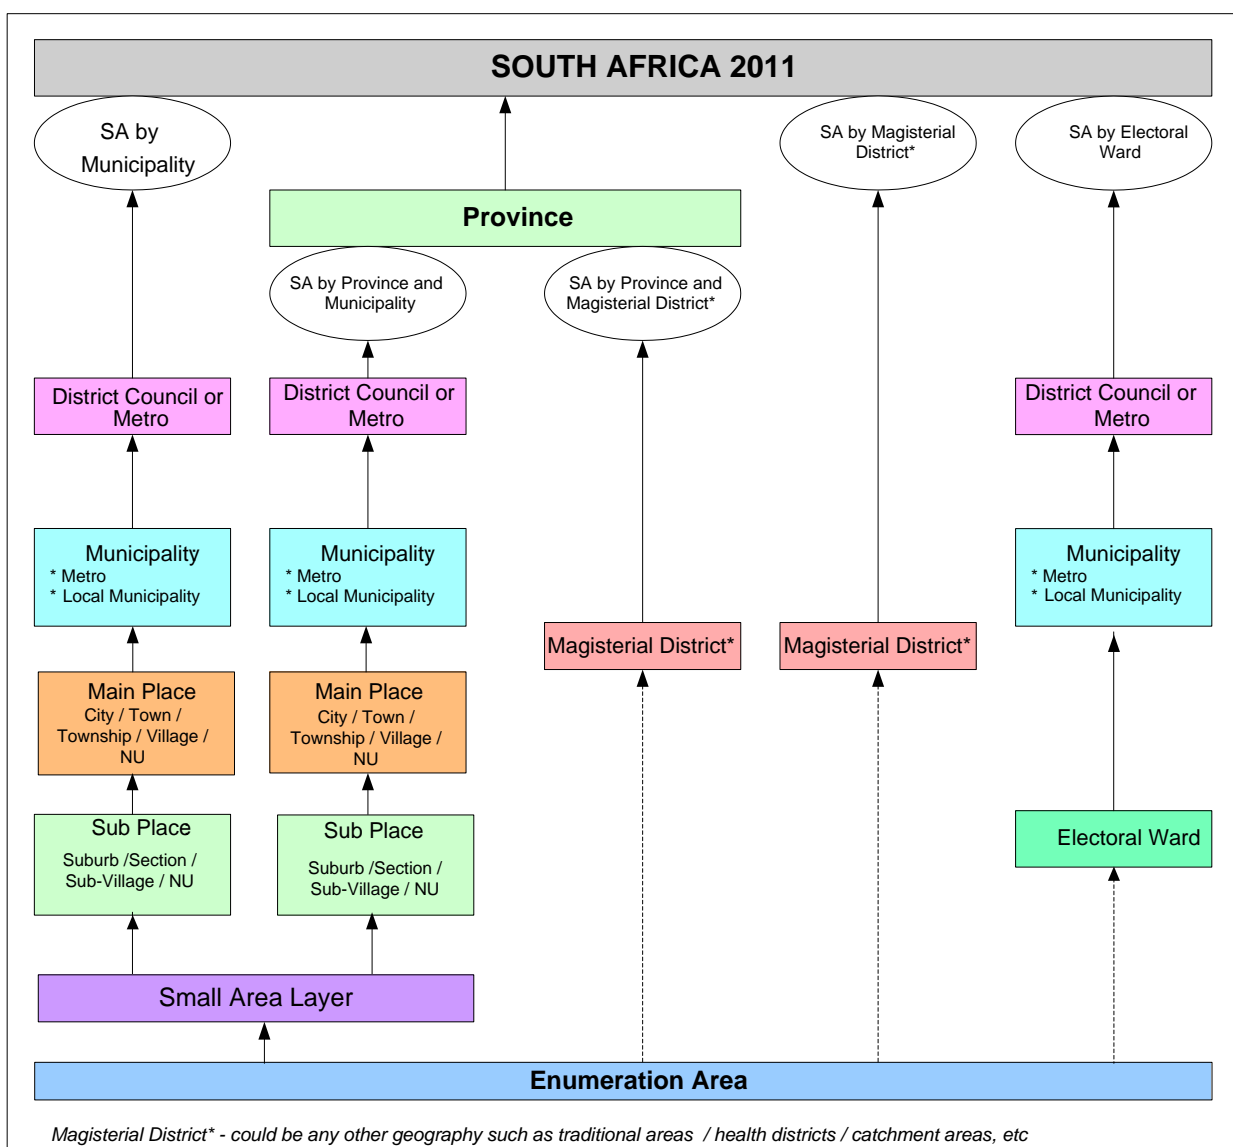 SOUTH AFRICA 2011
SA by
Municipality
SA by Magisterial
District*
SA by Electoral
Ward
Province
SA by Province and
Municipality
SA by Province and
Magisterial District*
District Council or
Metro
District Council or
Metro
District Council or
Metro
Municipality
* Metro
* Local Municipality
Municipality
* Metro
* Local Municipality
Municipality
* Metro
* Local Municipality
Magisterial District*
Magisterial District*
Main Place
City / Town /
Township / Village /
NU
Main Place
City / Town /
Township / Village /
NU
Sub Place
Suburb /Section /
Sub-Village / NU
Sub Place
Suburb /Section /
Sub-Village / NU
Electoral Ward
Small Area Layer
Enumeration Area
Magisterial District* - could be any other geography such as traditional areas / health districts / catchment areas, etc